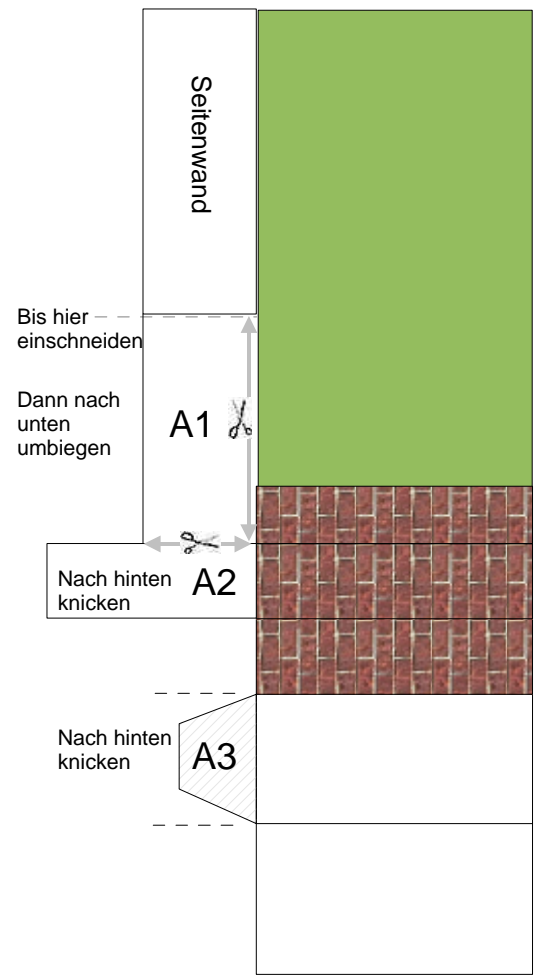 Seitenwand
Bis hier
einschneiden
Dann nach
unten
umbiegen
A1
Nach hinten
knicken
A2
Nach hinten
knicken
A3